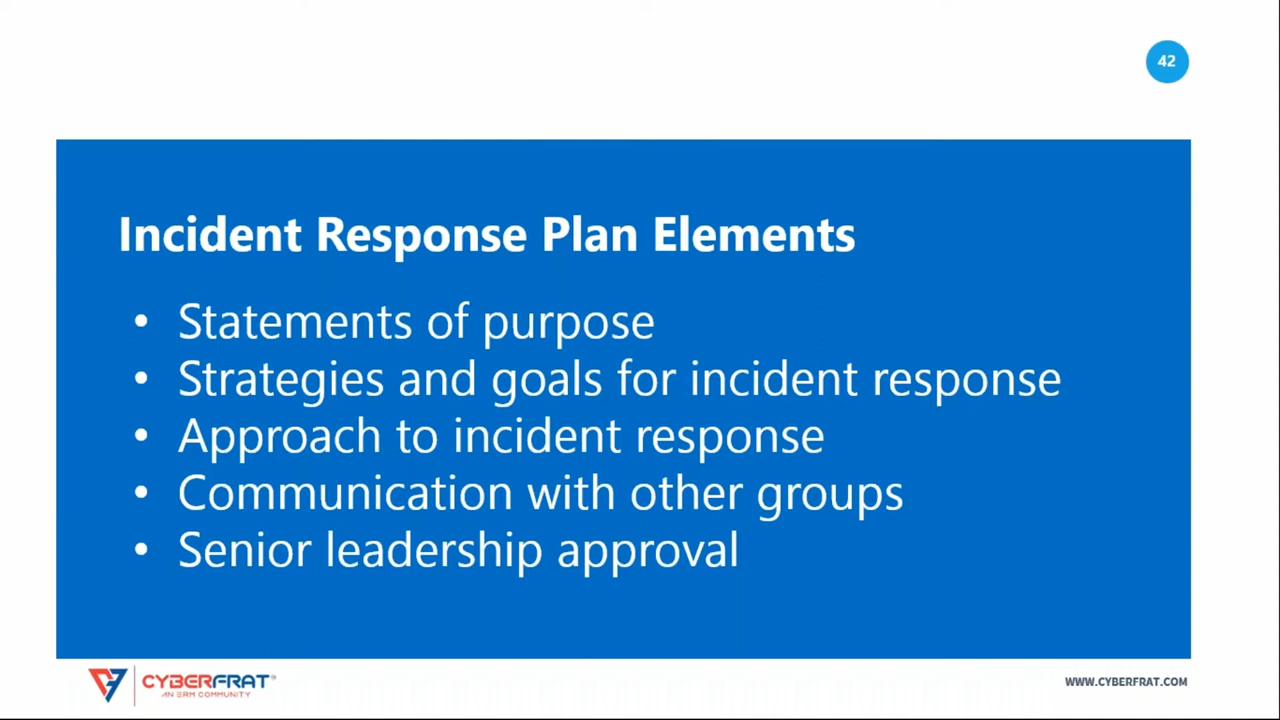 42
Incident Response Plan Elements
• Statements of purpose
• Strategies and goals for incident response
• Approach to incident response
• Communication with other groups
• Senior leadership approval
CYBERFRAT®
AN ERM COMMUNITY
WWW.CYBERFRAT.COM